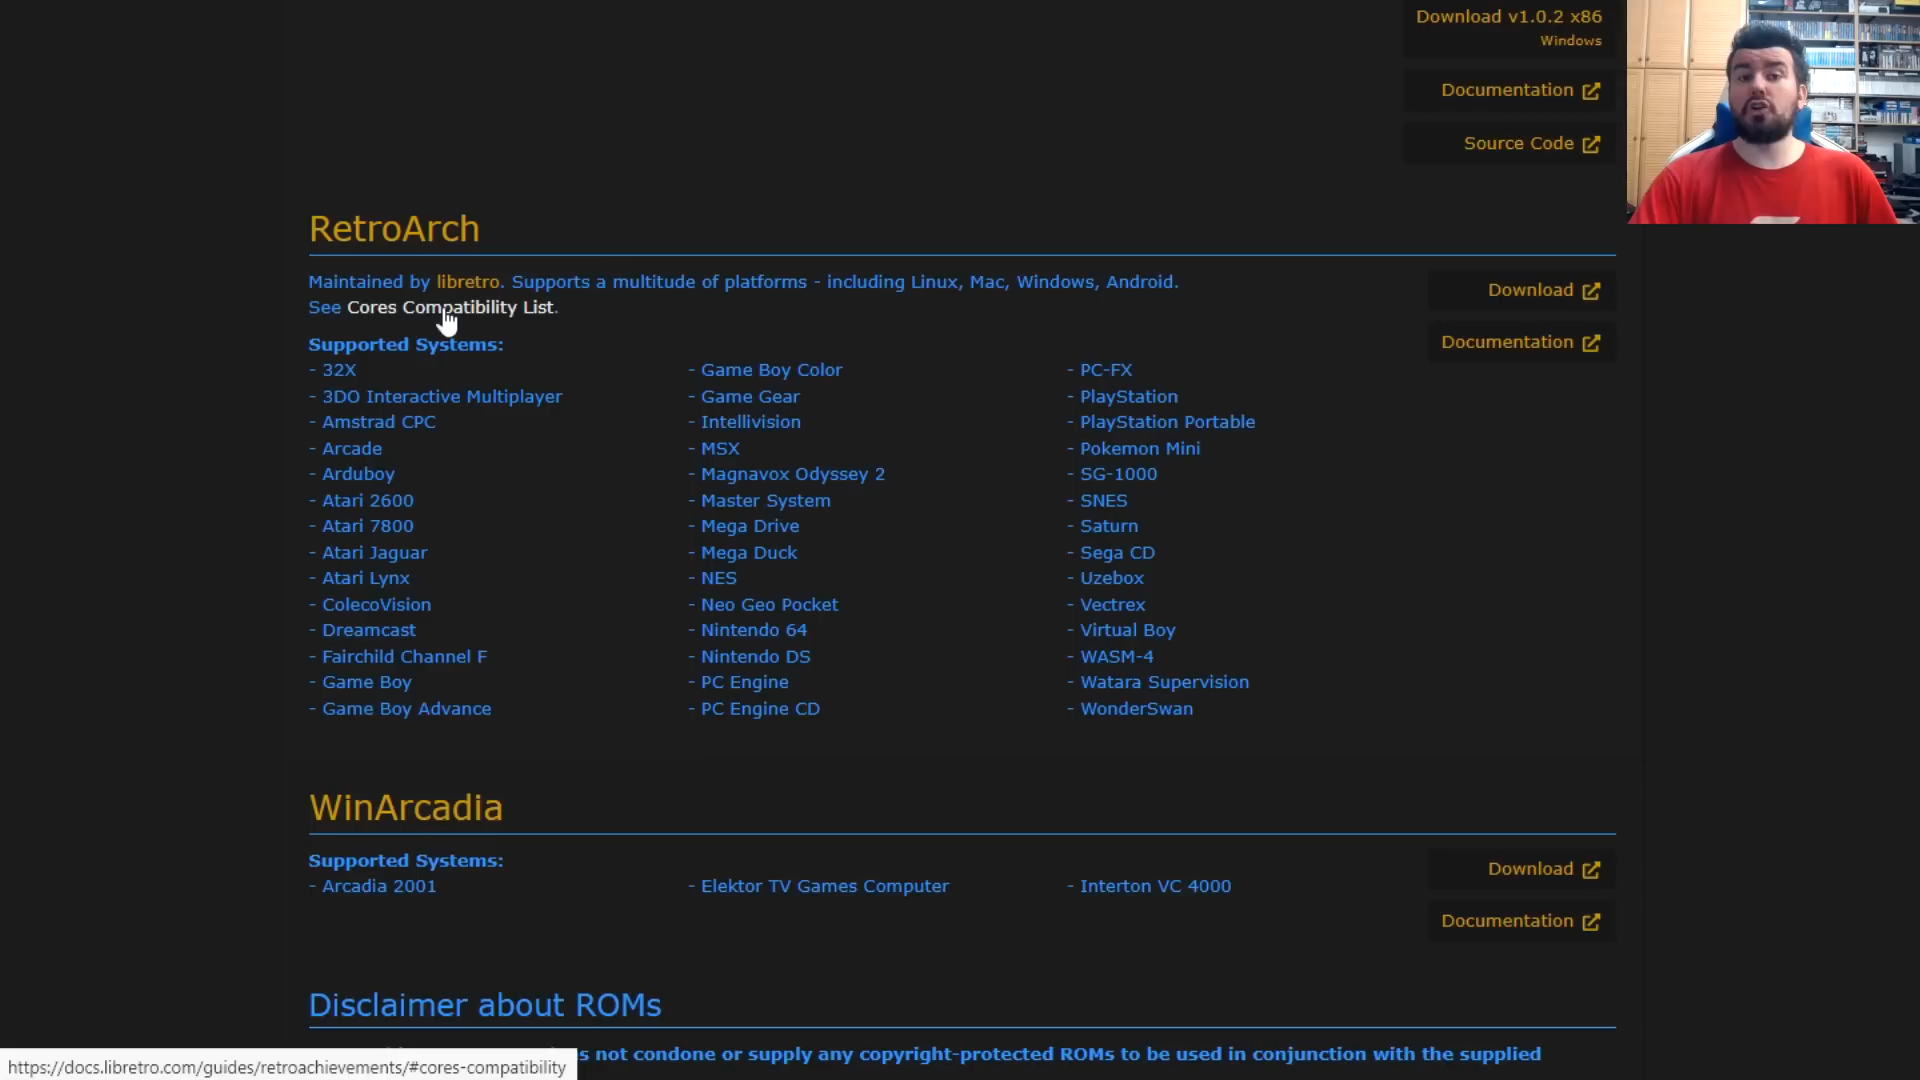 Download v1.0.2 x86
Windows
Documentation
Source Code
RetroArch
Maintained by libretro. Supports a multitude of platforms - including Linux, Mac, Windows, Android.
See Cores Compatibility List.
Download
Documentation
Supported Systems:
- 32X
- 3DO Interactive Multiplayer
- Amstrad CPC
- Arcade
- Arduboy
- Atari 2600
- Atari 7800
- Atari Jaguar
- Atari Lynx
- ColecoVision
- Dreamcast
- Fairchild Channel F
- Game Boy
- Game Boy Advance
- Game Boy Color
- Game Gear
- Intellivision
- MSX
- Magnavox Odyssey 2
- Master System
- Mega Drive
- Mega Duck
- NES
- Neo Geo Pocket
- Nintendo 64
- Nintendo DS
- PC Engine
- PC Engine CD
- PC-FX
- PlayStation
- PlayStation Portable
- Pokemon Mini
- SG-1000
- SNES
- Saturn
- Sega CD
- Uzebox
- Vectrex
- Virtual Boy
- WASM-4
- Watara Supervision
- WonderSwan
WinArcadia
Supported Systems:
- Arcadia 2001
- Elektor TV Games Computer
- Interton VC 4000
Download
Documentation
Disclaimer about ROMs
not condone or supply any copyright-protected ROMs to be used in conjunction with the supplied
https://docs.libretro.com/guides/retroachievements/#cores-compatibility